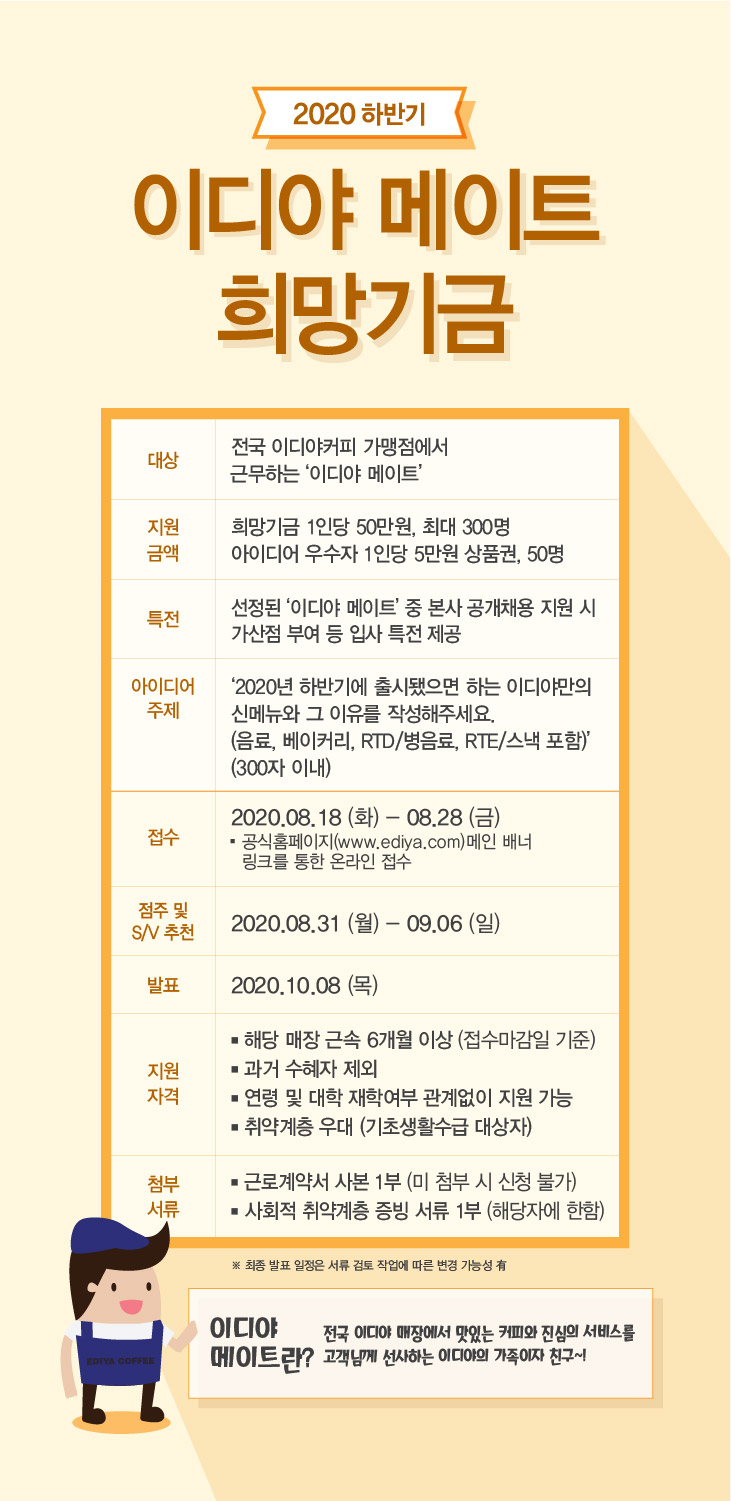 2020 하반기
이디야 메이트
희망기금
대상
전국 이디야커피 가맹점에서
근무하는 ‘이디야 메이트’
지원
금액
희망기금 1인당 50만원, 최대 300명
아이디어 우수자 1인당 5만원 상품권, 50명
특전
선정된 ‘이디야 메이트’ 중 본사 공개채용 지원 시
가산점 부여 등 입사 특전 제공
아이디어
주제
‘2020년 하반기에 출시됐으면 하는 이디야만의
신메뉴와 그 이유를 작성해주세요.
(음료, 베이커리, RTD/병음료, RTE/스낵 포함)’
(300자 이내)
접수
2020.08.18 (화) – 08.28 (금)
▪ 공식홈페이지(www.ediya.com)메인 배너
링크를 통한 온라인 접수
점주 및
S/V 추천
2020.08.31 (월) – 09.06 (일)
발표
2020.10.08 (목)
지원
자격
▪ 해당 매장 근속 6개월 이상 (접수마감일 기준)
▪ 과거 수혜자 제외
▪ 연령 및 대학 재학여부 관계없이 지원 가능
▪ 취약계층 우대 (기초생활수급 대상자)
첨부
서류
▪ 근로계약서 사본 1부 (미 첨부 시 신청 불가)
▪ 사회적 취약계층 증빙 서류 1부 (해당자에 한함)
※ 최종 발표 일정은 서류 검토 작업에 따른 변경 가능성 有
이디야
메이트란?
전국 이디야 매장에서 맛있는 커피와 진심의 서비스를
고객님께 선사하는 이디야의 가족이자 친구~!
EDIYA COFFEE